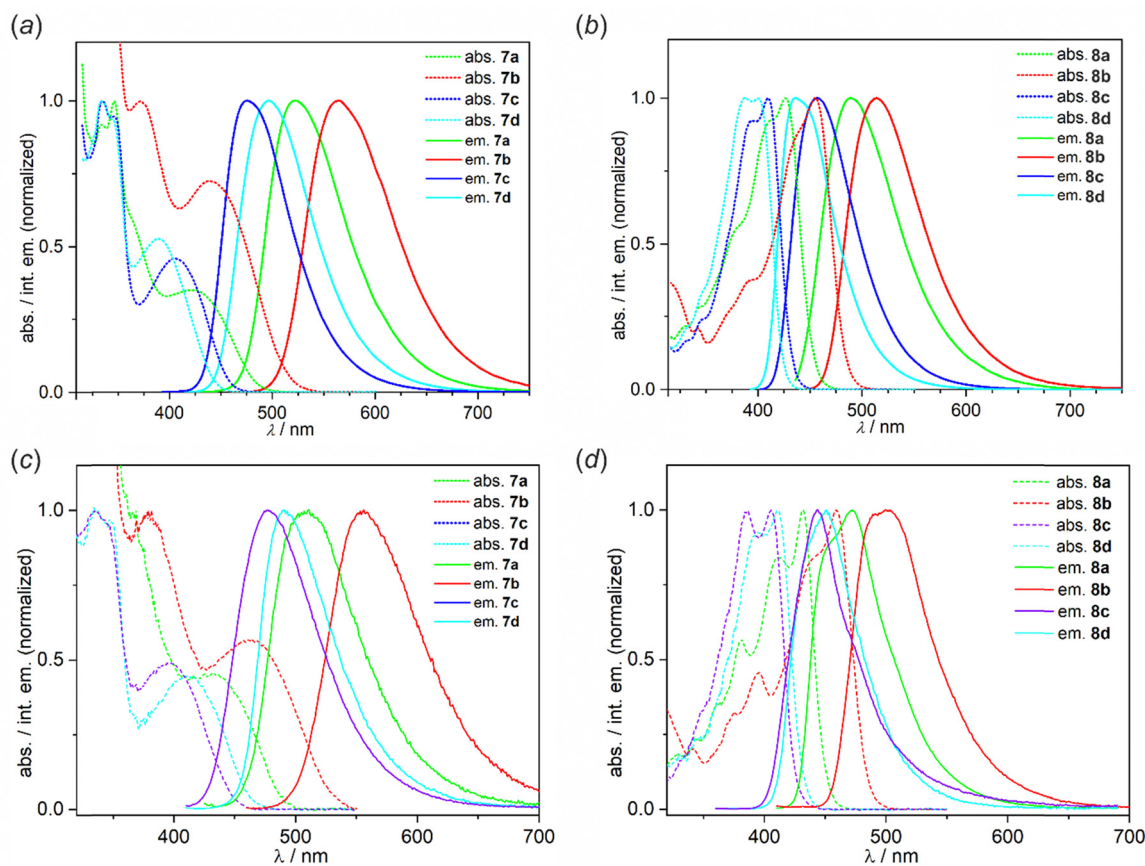 (a)
abs. / int. em. (normalized)
1.0
0.5
0.0
400
500
600
700
λ / nm
abs. 7a
abs. 7b
abs. 7c
abs. 7d
em. 7a
em. 7b
em. 7c
em. 7d
(b)
abs. / int. em. (normalized)
1.0
0.5
0.0
400
500
600
700
λ / nm
abs. 8a
abs. 8b
abs. 8c
abs. 8d
em. 8a
em. 8b
em. 8c
em. 8d
(c)
abs. / int. em. (normalized)
1.0
0.5
0.0
400
500
600
700
λ / nm
abs. 7a
abs. 7b
abs. 7c
abs. 7d
em. 7a
em. 7b
em. 7c
em. 7d
(d)
abs. / int. em. (normalized)
1.0
0.5
0.0
400
500
600
700
λ / nm
abs. 8a
abs. 8b
abs. 8c
abs. 8d
em. 8a
em. 8b
em. 8c
em. 8d